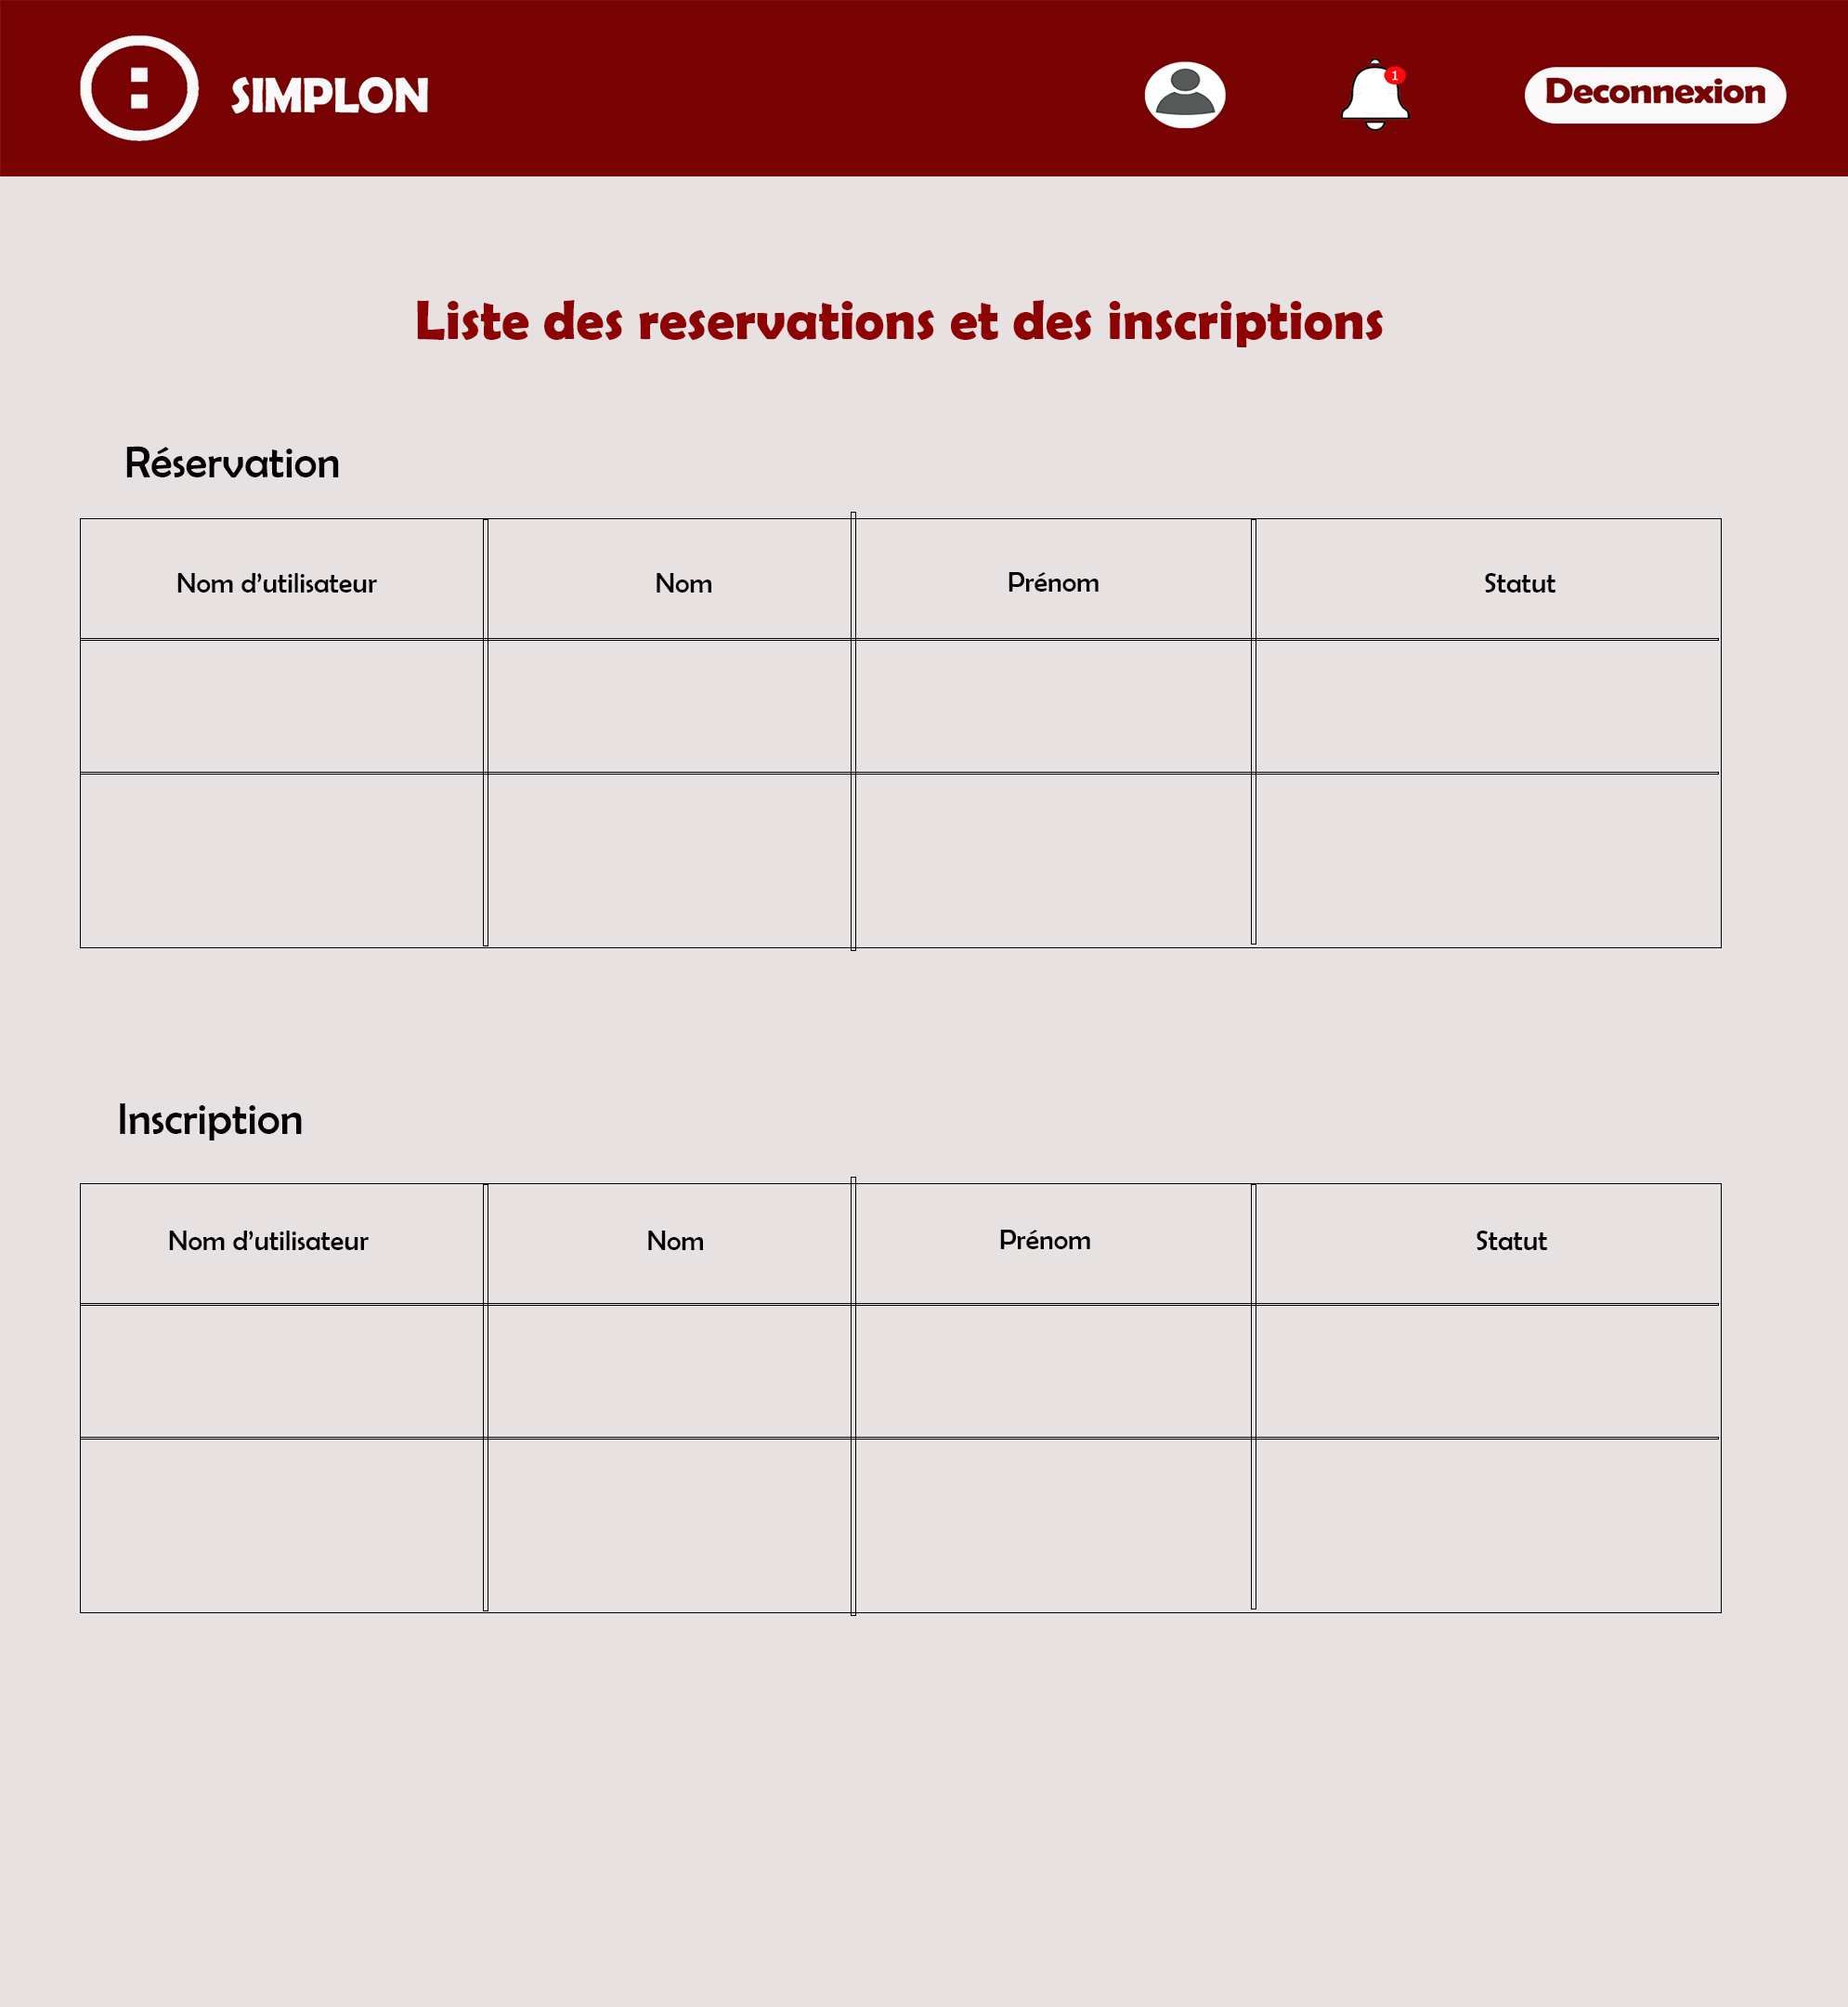 SIMPLON
1
Deconnexion
Liste des reservations et des inscriptions
Réservation
Nom d’utilisateur
Nom
Prénom
Statut
Inscription
Nom d’utilisateur
Nom
Prénom
Statut